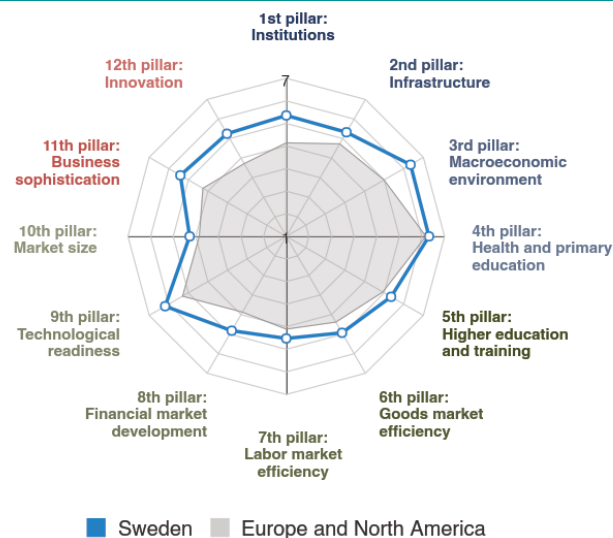 1st pillar:
Institutions
2nd pillar:
Infrastructure
3rd pillar:
Macroeconomic
environment
4th pillar:
Health and primary
education
5th pillar:
Higher education
and training
6th pillar:
Goods market
efficiency
7th pillar:
Labor market
efficiency
8th pillar:
Financial market
development
9th pillar:
Technological
readiness
10th pillar:
Market size
11th pillar:
Business
sophistication
12th pillar:
Innovation
7
1
Sweden
Europe and North America